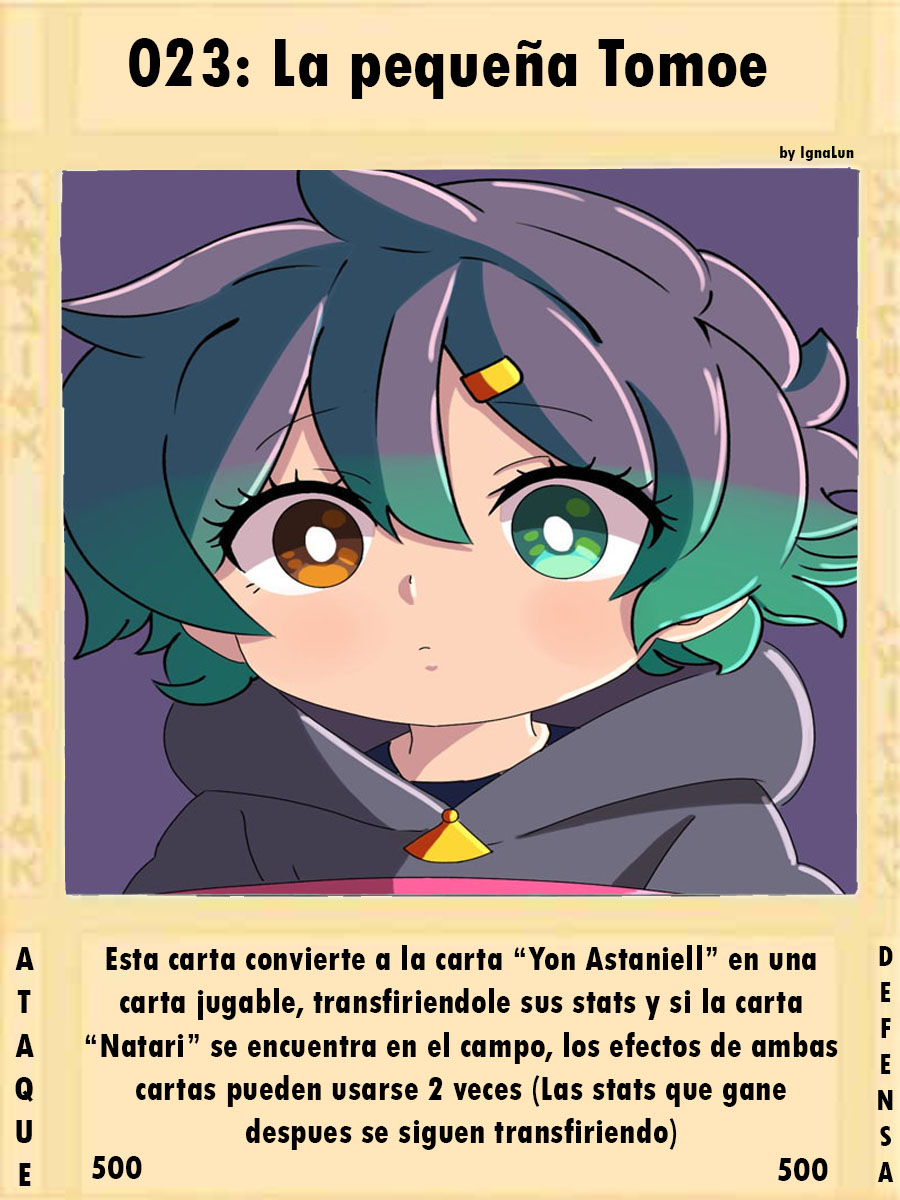 023: La pequeña Tomoe
by IgnaLun
Esta carta convierte a la carta “Yon Astaniell” en una
carta jugable, transfiriendole sus stats y si la carta
“Natari” se encuentra en el campo, los efectos de ambas
cartas pueden usarse 2 veces (Las stats que gane
despues se siguen transfiriendo)
ATAQUE
500
500
DEFENSA